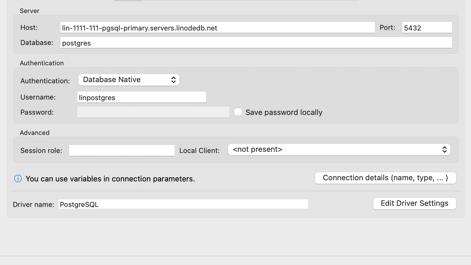 Server
Host: lin-1111-111-pgsql-primary.servers.linodedb.net Port: 5432
Database: postgres
Authentication
Authentication: Database Native
Username: linpostgres
Password: Save password locally
Advanced
Session role: Local Client: <not present>
You can use variables in connection parameters. Connection details (name, type, ... )
Driver name: PostgreSQL Edit Driver Settings